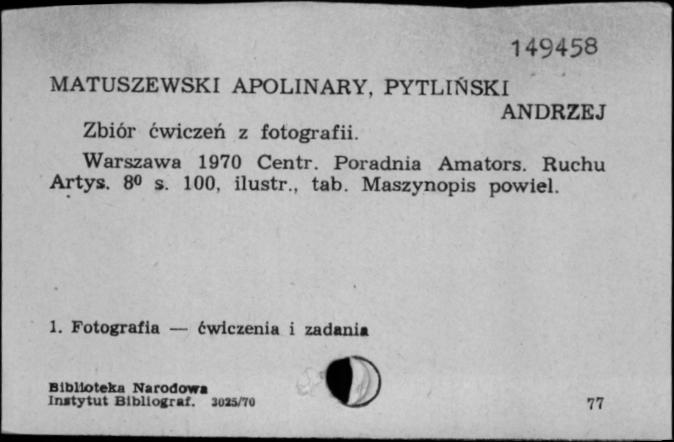 149458
MATUSZEWSKI APOLINARY, PYTLIŃSKI
ANDRZEJ
Zbiór ćwiczeń z fotografii.
Warszawa 1970 Centr. Poradnia Amators. Ruchu
Artys. 8º s. 100, ilustr., tab. Maszynopis powiel.
1. Fotografia — ćwiczenia i zadania
Biblioteka Narodowa
Instytut Bibliograf. 3025/70
77